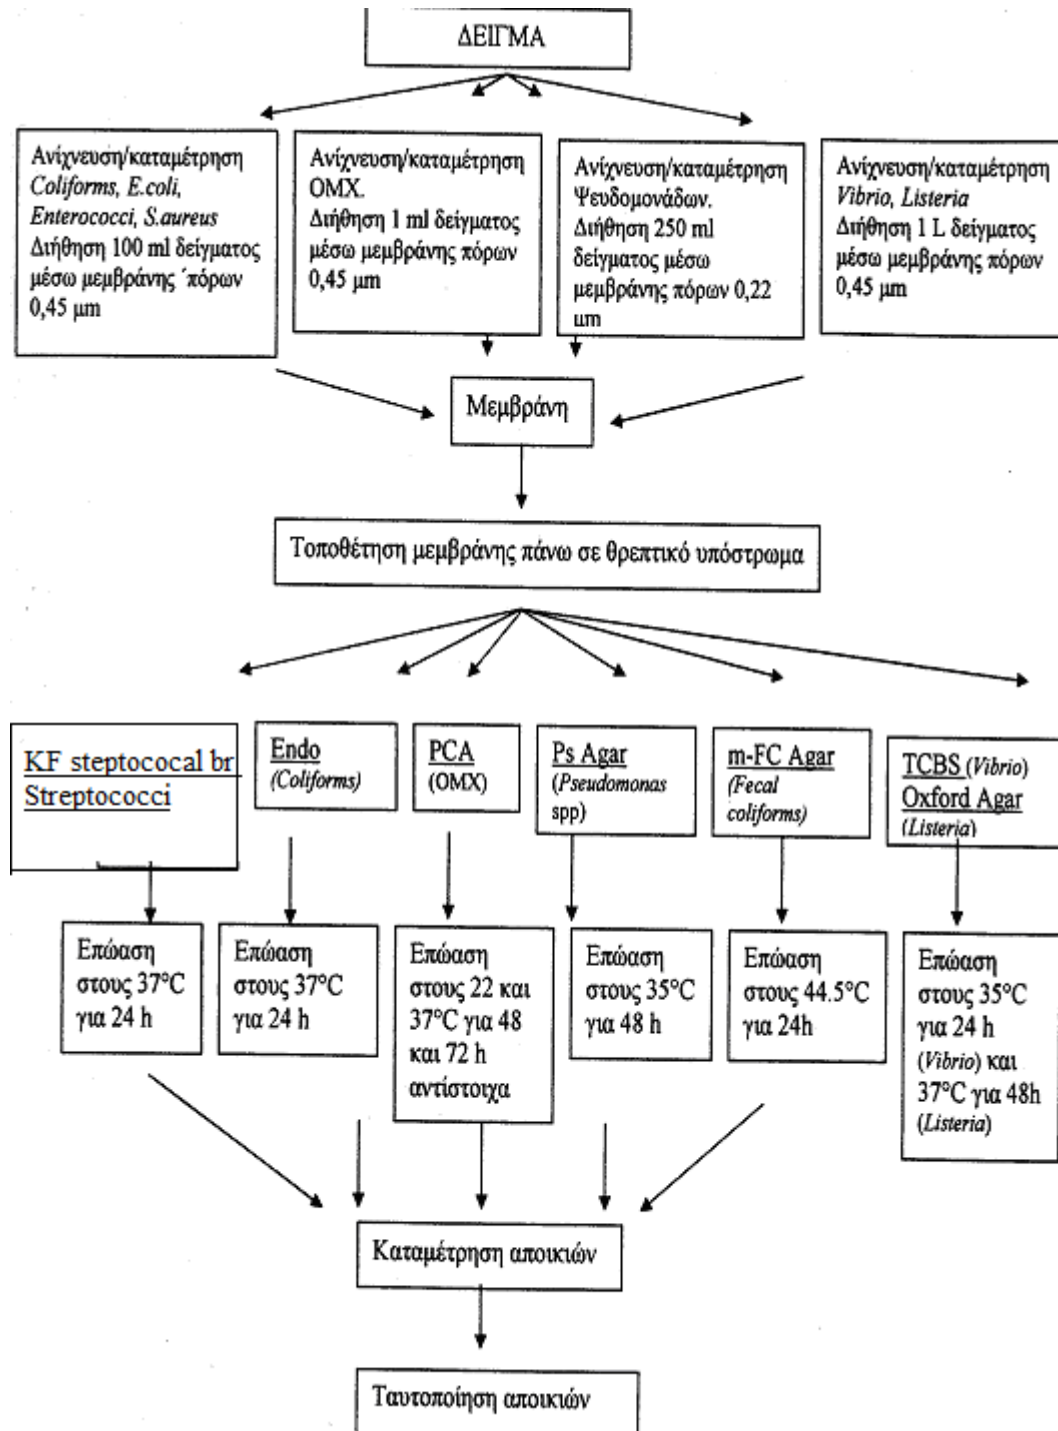 ΔΕΙΓΜΑ
Ανίχνευση/καταμέτρηση
Coliforms, E.coli,
Enterococci, S.aureus
Διήθηση 100 ml δείγματος
μέσω μεμβράνης ΄πόρων
0,45 μm
Ανίχνευση/καταμέτρηση
ΟΜΧ.
Διήθηση 1 ml δείγματος
μέσω μεμβράνης πόρων
0,45 μm
Ανίχνευση/καταμέτρηση
Ψευδομονάδων.
Διήθηση 250 ml
δείγματος μέσω
μεμβράνης πόρων 0,22
μm
Ανίχνευση/καταμέτρηση
Vibrio, Listeria
Διήθηση 1 L δείγματος
μέσω μεμβράνης πόρων
0,45 μm
Μεμβράνη
Τοποθέτηση μεμβράνης πάνω σε θρεπτικό υπόστρωμα
KF steptococal br
Streptococci
Endo
(Coliforms)
PCA
(ΟΜΧ)
Ps Agar
(Pseudomonas
spp)
m-FC Agar
(Fecal
coliforms)
TCBS (Vibrio)
Oxford Agar
(Listeria)
Επώαση
στους 37°C
για 24 h
Επώαση
στους 37°C
για 24 h
Επώαση
στους 22 και
37°C για 48
και 72 h
αντίστοιχα
Επώαση
στους 35°C
για 48 h
Επώαση
στους 44.5°C
για 24h
Επώαση
στους 35°C
για 24 h
(Vibrio) και
37°C για 48h
(Listeria)
Καταμέτρηση αποικιών
Ταυτοποίηση αποικιών